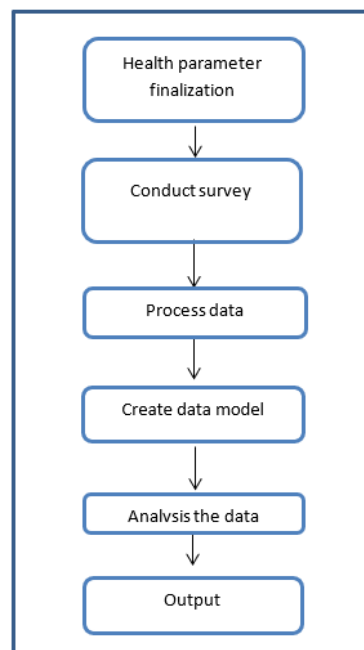 Health parameter
finalization
Conduct survey
Process data
Create data model
Analysis the data
Output